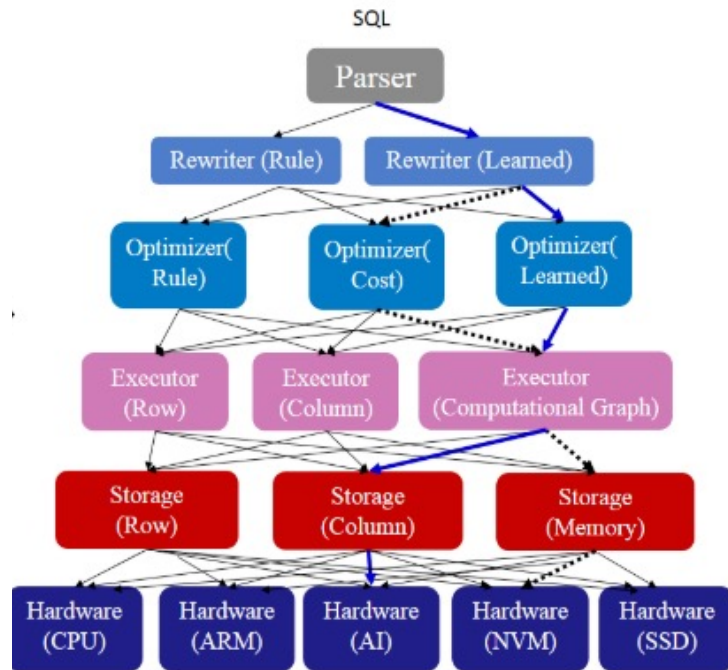 SQL
Parser
Rewriter (Rule)
Rewriter (Learned)
Optimizer(
Rule)
Optimizer(
Cost)
Optimizer(
Learned)
Executor
(Row)
Executor
(Column)
Executor
(Computational Graph)
Storage
(Row)
Storage
(Column)
Storage
(Memory)
Hardware
(CPU)
Hardware
(ARM)
Hardware
(AI)
Hardware
(NVM)
Hardware
(SSD)